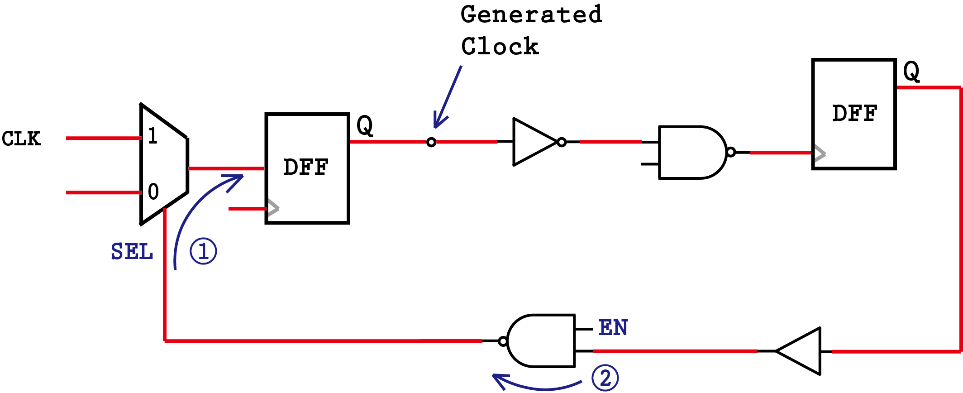 Generated
Clock
CLK
1
0
Q
DFF
Q
DFF
SEL
①
EN
②